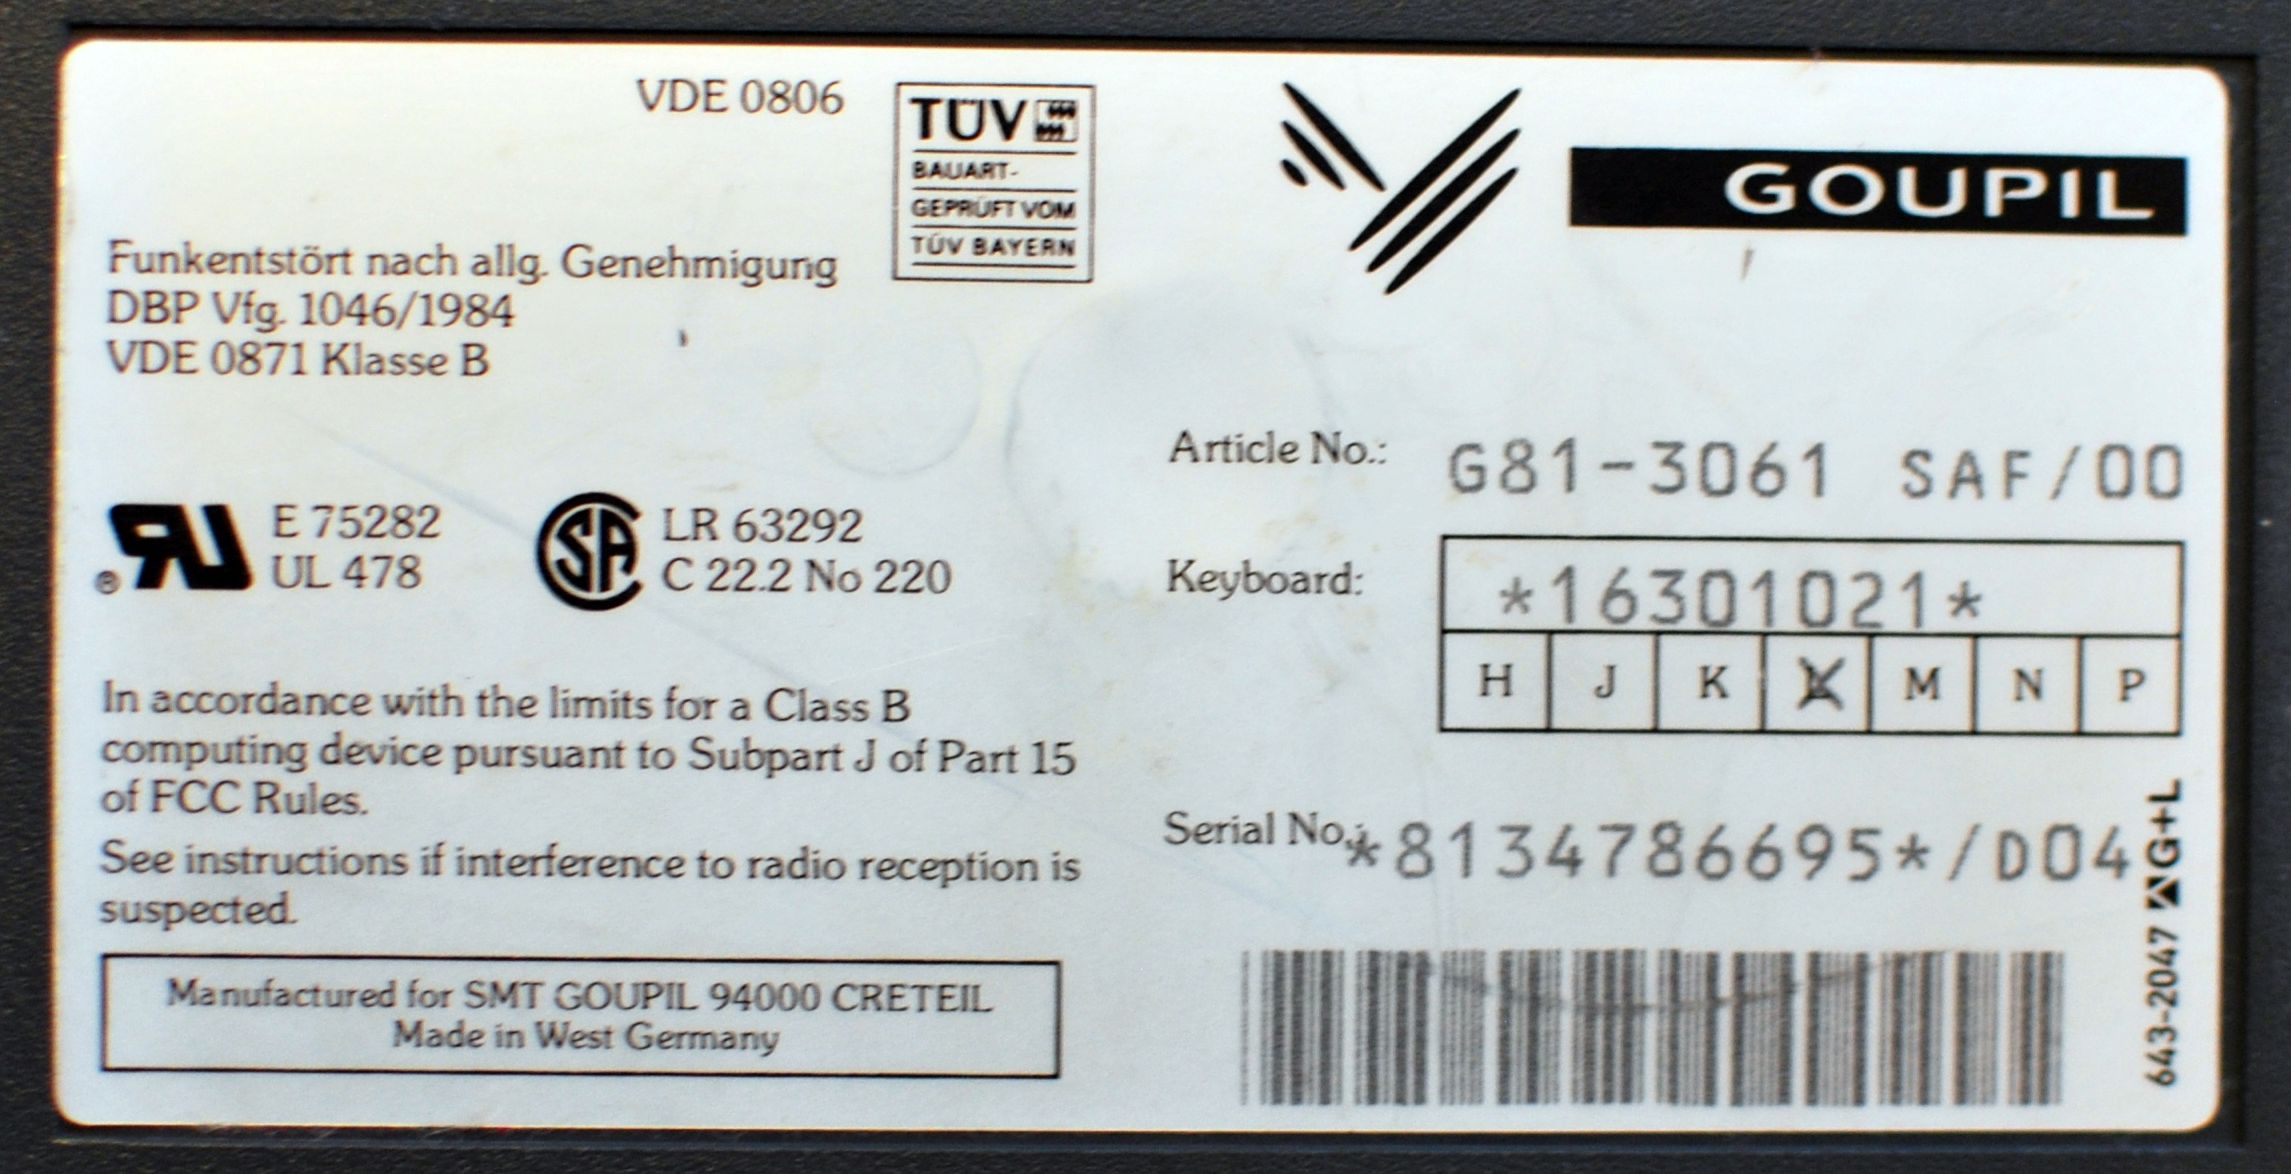 VDE 0806
TÜV
BAUART-
GEPRÜFT VOM
TÜV BAYERN
GOUPIL
Funkentstört nach allg. Genehmigung
DBP Vfg. 1046/1984
VDE 0871 Klasse B
E 75282
UL 478
®
SA
LR 63292
C 22.2 No 220
In accordance with the limits for a Class B
computing device pursuant to Subpart J of Part 15
of FCC Rules.
See instructions if interference to radio reception is
suspected.
Manufactured for SMT GOUPIL 94000 CRETEIL
Made in West Germany
Article No.: G81-3061 SAF/00
Keyboard: *16301021*
H J K L M N P
Serial No.: *8134786695*/D04
643-2047 G+L